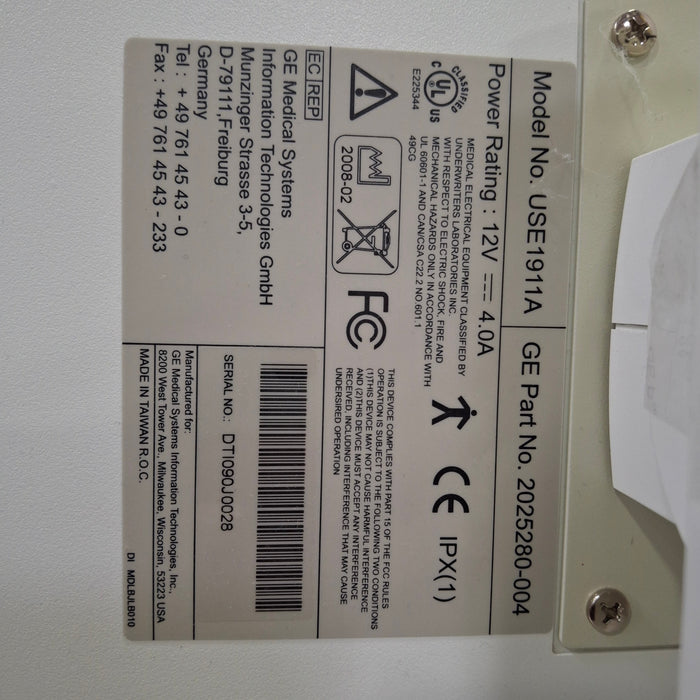 Model No. USE1911A
GE Part No. 2025280-004
Power Rating : 12V ⎓ 4.0A
IPX(1)
CLASSIFIED
C UL US
E225344
MEDICAL ELECTRICAL EQUIPMENT CLASSIFIED BY
UNDERWRITERS LABORATORIES INC.
WITH RESPECT TO ELECTRIC SHOCK, FIRE AND
MECHANICAL HAZARDS ONLY IN ACCORDANCE WITH
UL 60601-1 AND CAN/CSA C22.2 NO.601.1
49CG
CE
2008-02
FC
THIS DEVICE COMPLIES WITH PART 15 OF THE FCC RULES
OPERATION IS SUBJECT TO THE FOLLOWING TWO CONDITIONS
(1)THIS DEVICE MAY NOT CAUSE HARMFUL INTERFERENCE
AND (2)THIS DEVICE MUST ACCEPT ANY INTERFERENCE
RECEIVED, INCLUDING INTERFERENCE THAT MAY CAUSE
UNDERSIRED OPERATION
EC REP
GE Medical Systems
Information Technologies GmbH
Munzinger Strasse 3-5,
D-79111,Freiburg
Germany
Tel : + 49 761 45 43 - 0
Fax : +49 761 45 43 - 233
SERIAL NO.: DTI090J0028
Manufactured for:
GE Medical Systems Information Technologies, Inc.,
8200 West Tower Ave., Milwaukee, Wisconsin, 53223 USA
MADE IN TAIWAN R.O.C.
DI MDLBJLB010